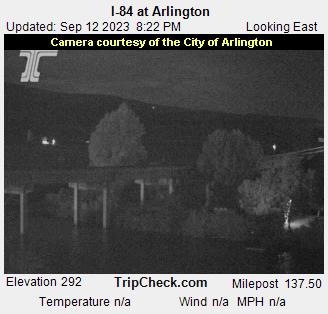 I-84 at Arlington
Updated: Sep 12 2023 8:22 PM Looking East
Camera courtesy of the City of Arlington
Elevation 292 TripCheck.com Milepost 137.50
Temperature n/a Wind n/a MPH n/a